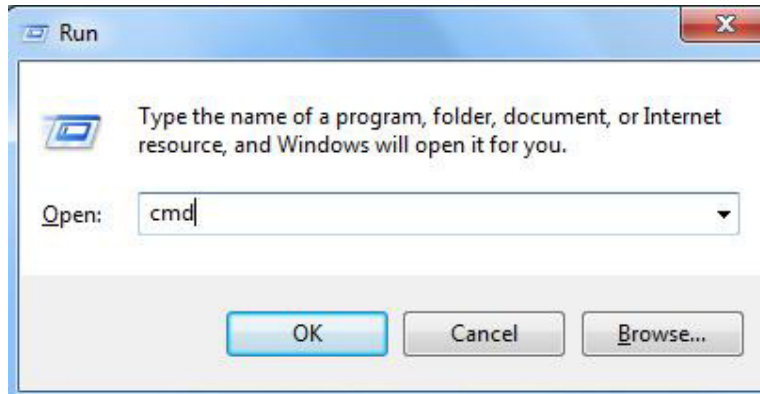 Run
Type the name of a program, folder, document, or Internet
resource, and Windows will open it for you.
Open: cmd
OK Cancel Browse...